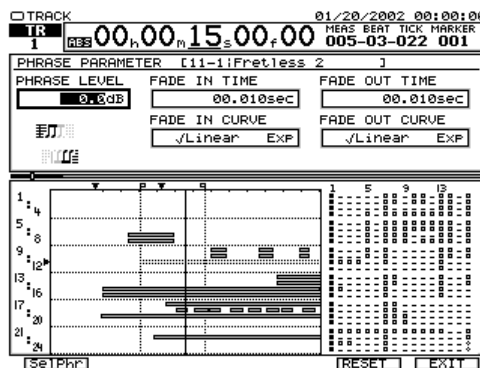 TRACK 01/20/2002 00:00:00
TR 1 ABS 00h00m15s00f00 MEAS BEAT TICK MARKER
005-03-022 001
PHRASE PARAMETER [11-1:Fretless 2 ]
PHRASE LEVEL FADE IN TIME FADE OUT TIME
0.0dB 00.010sec 00.010sec
FADE IN CURVE FADE OUT CURVE
√Linear Exp √Linear Exp
1 5 9 13
1:4
5:8
9:12
13:16
17:20
21:24
SelPhr RESET EXIT